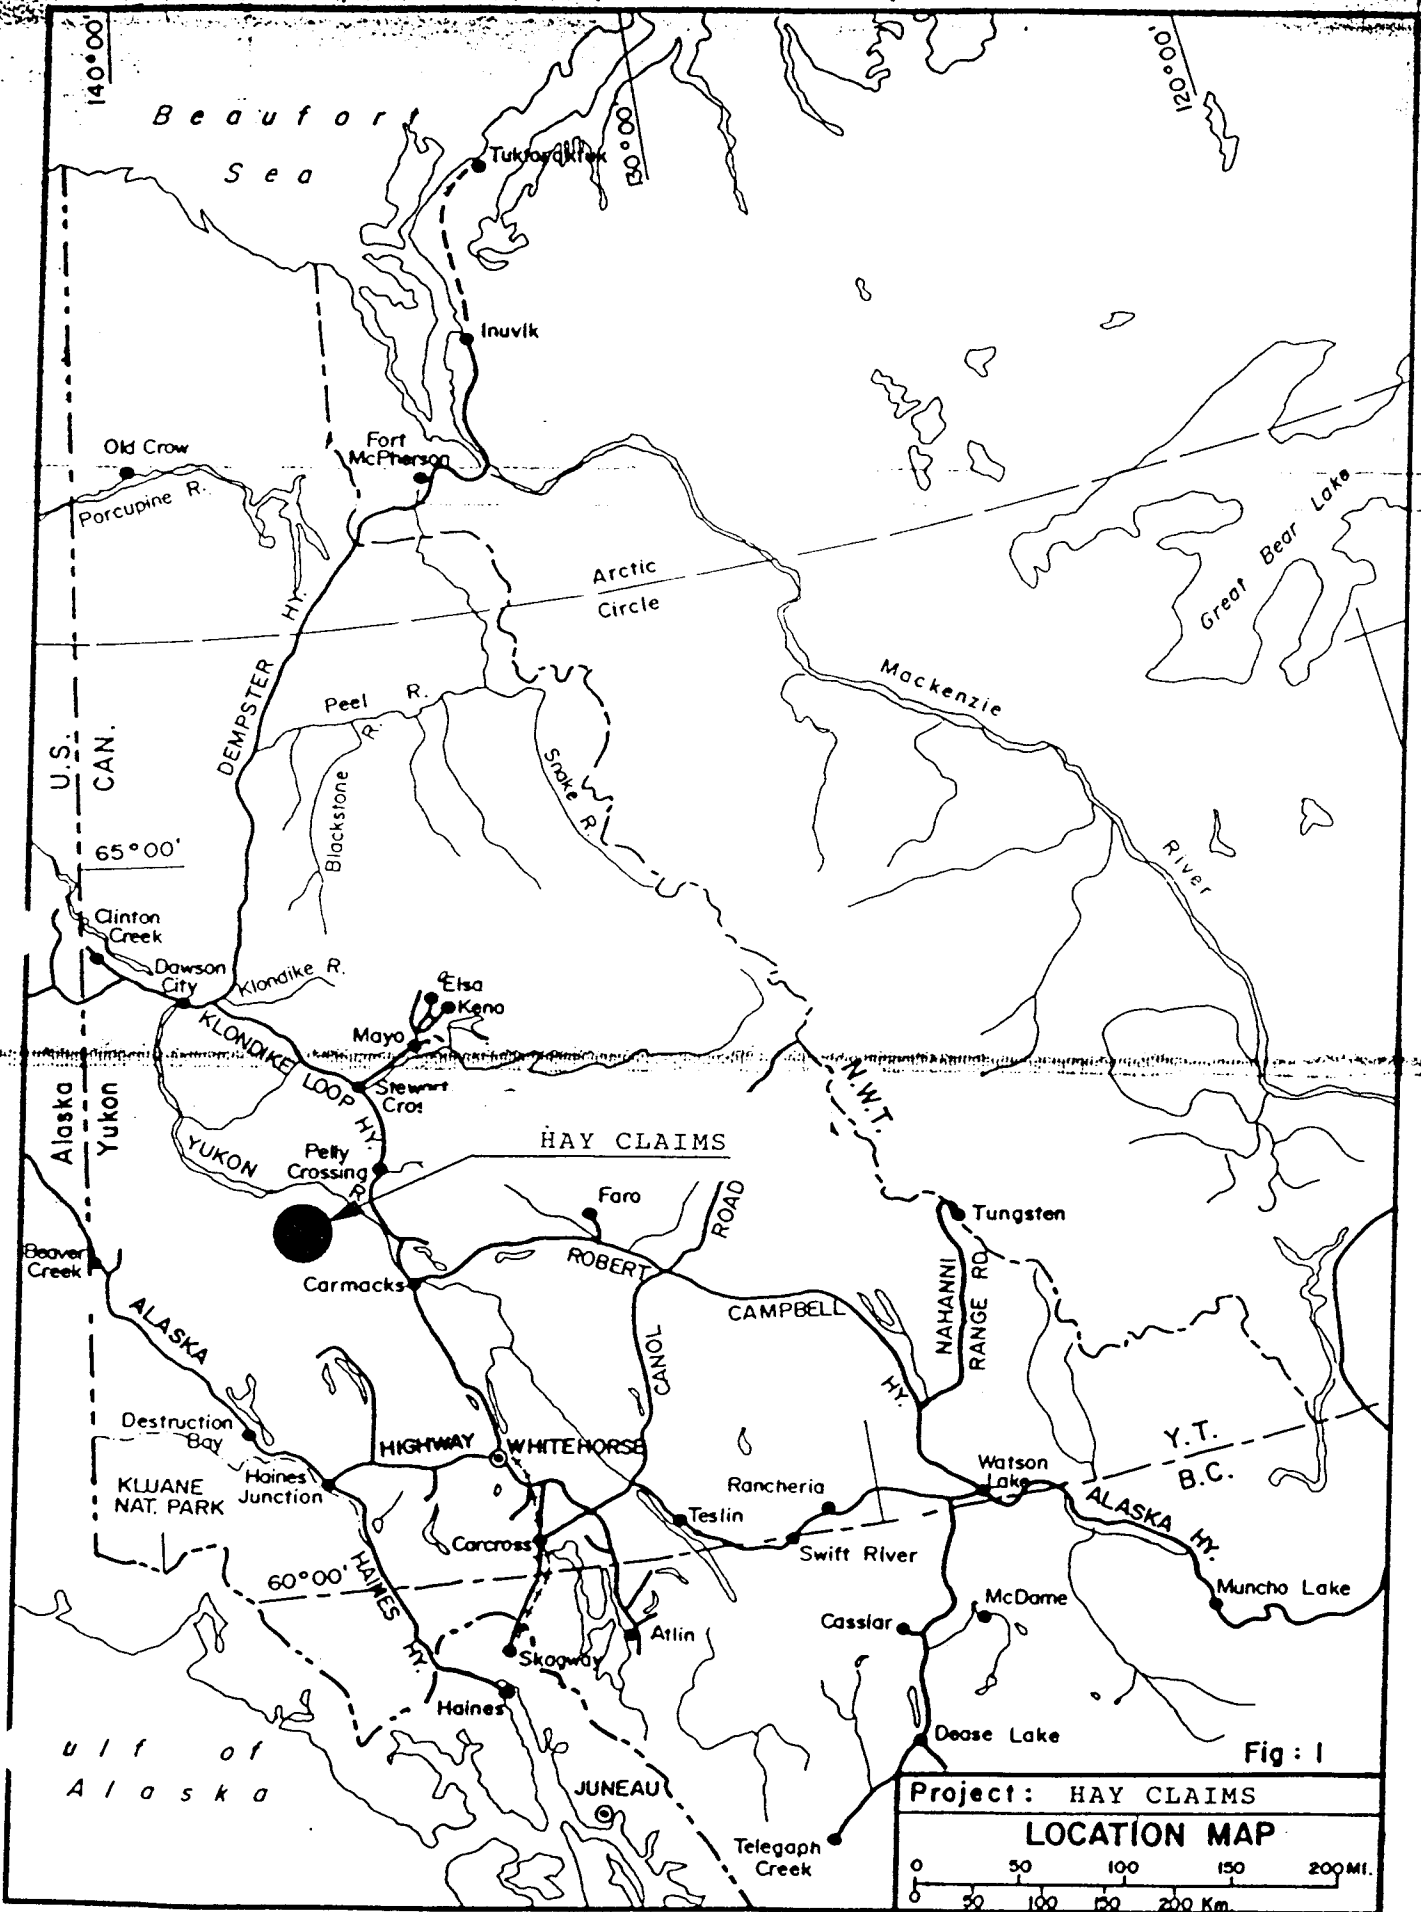 140°00'
130°00'
120°00'
Beaufort
Sea
Tuktoyaktuk
Inuvik
Old Crow
Fort
McPherson
Porcupine R.
Great Bear Lake
Arctic
Circle
DEMPSTER HY.
Mackenzie
River
Peel R.
Blackstone R.
Snake R.
U.S.
CAN.
65°00'
Clinton
Creek
Dawson
City
Klondike R.
Elsa
Keno
Mayo
KLONDIKE LOOP HY.
Stewart
Cros
N.W.T.
Alaska
Yukon
YUKON R.
Pelly
Crossing
HAY CLAIMS
Faro
ROAD
Tungsten
Beaver
Creek
Carmacks
ROBERT
CAMPBELL
HY.
NAHANNI
RANGE RD.
CANOL
ALASKA
Destruction
Bay
HIGHWAY
WHITEHORSE
Y.T.
B.C.
KLUANE
NAT. PARK
Haines
Junction
Rancheria
Watson
Lake
Teslin
ALASKA HY.
Carcross
Swift River
60°00'
HAINES HY.
Muncho Lake
McDame
Cassiar
Atlin
Skagway
Haines
Dease Lake
ulf of
Alaska
JUNEAU
Telegaph
Creek
Fig : 1
Project: HAY CLAIMS
LOCATION MAP
0 50 100 150 200 MI.
0 50 100 150 200 Km.